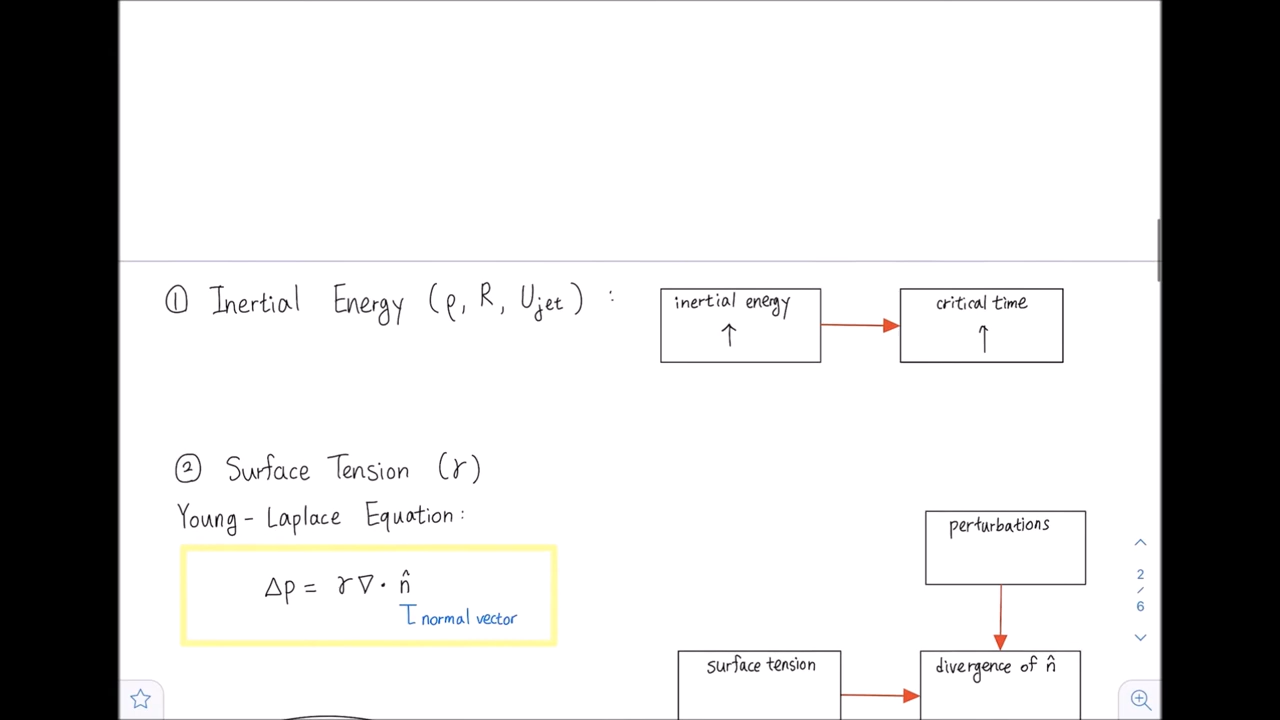 ① Inertial Energy (ρ, R, Ujet) :
inertial energy
↑
critical time
↑
② Surface Tension (γ)
Young - Laplace Equation :
Δp = γ∇· n̂
normal vector
perturbations
surface tension
divergence of n̂
2
/
6